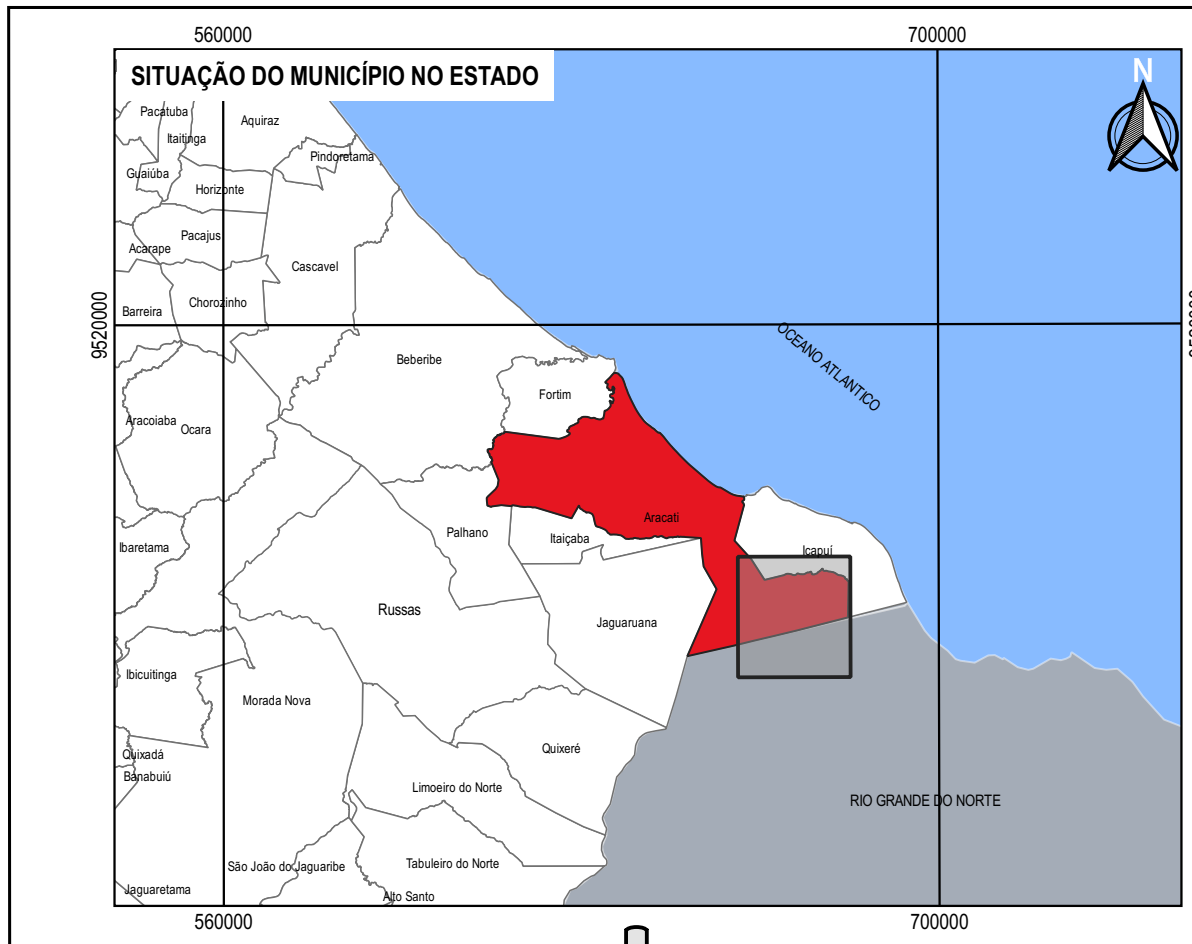 560000
700000
SITUAÇÃO DO MUNICÍPIO NO ESTADO
N
Pacatuba
Aquiraz
Itaitinga
Pindoretama
Guaiúba
Horizonte
Pacajus
Acarape
Cascavel
Chorozinho
Barreira
9520000
OCEANO ATLANTICO
Beberibe
Fortim
Aracoiaba
Ocara
Aracati
Palhano
Itaiçaba
Icapuí
Ibaretama
Russas
Jaguaruana
Ibicuitinga
Morada Nova
Quixeré
Quixadá
Banabuiú
Limoeiro do Norte
RIO GRANDE DO NORTE
São João do Jaguaribe
Tabuleiro do Norte
Jaguaretama
Alto Santo
560000
700000